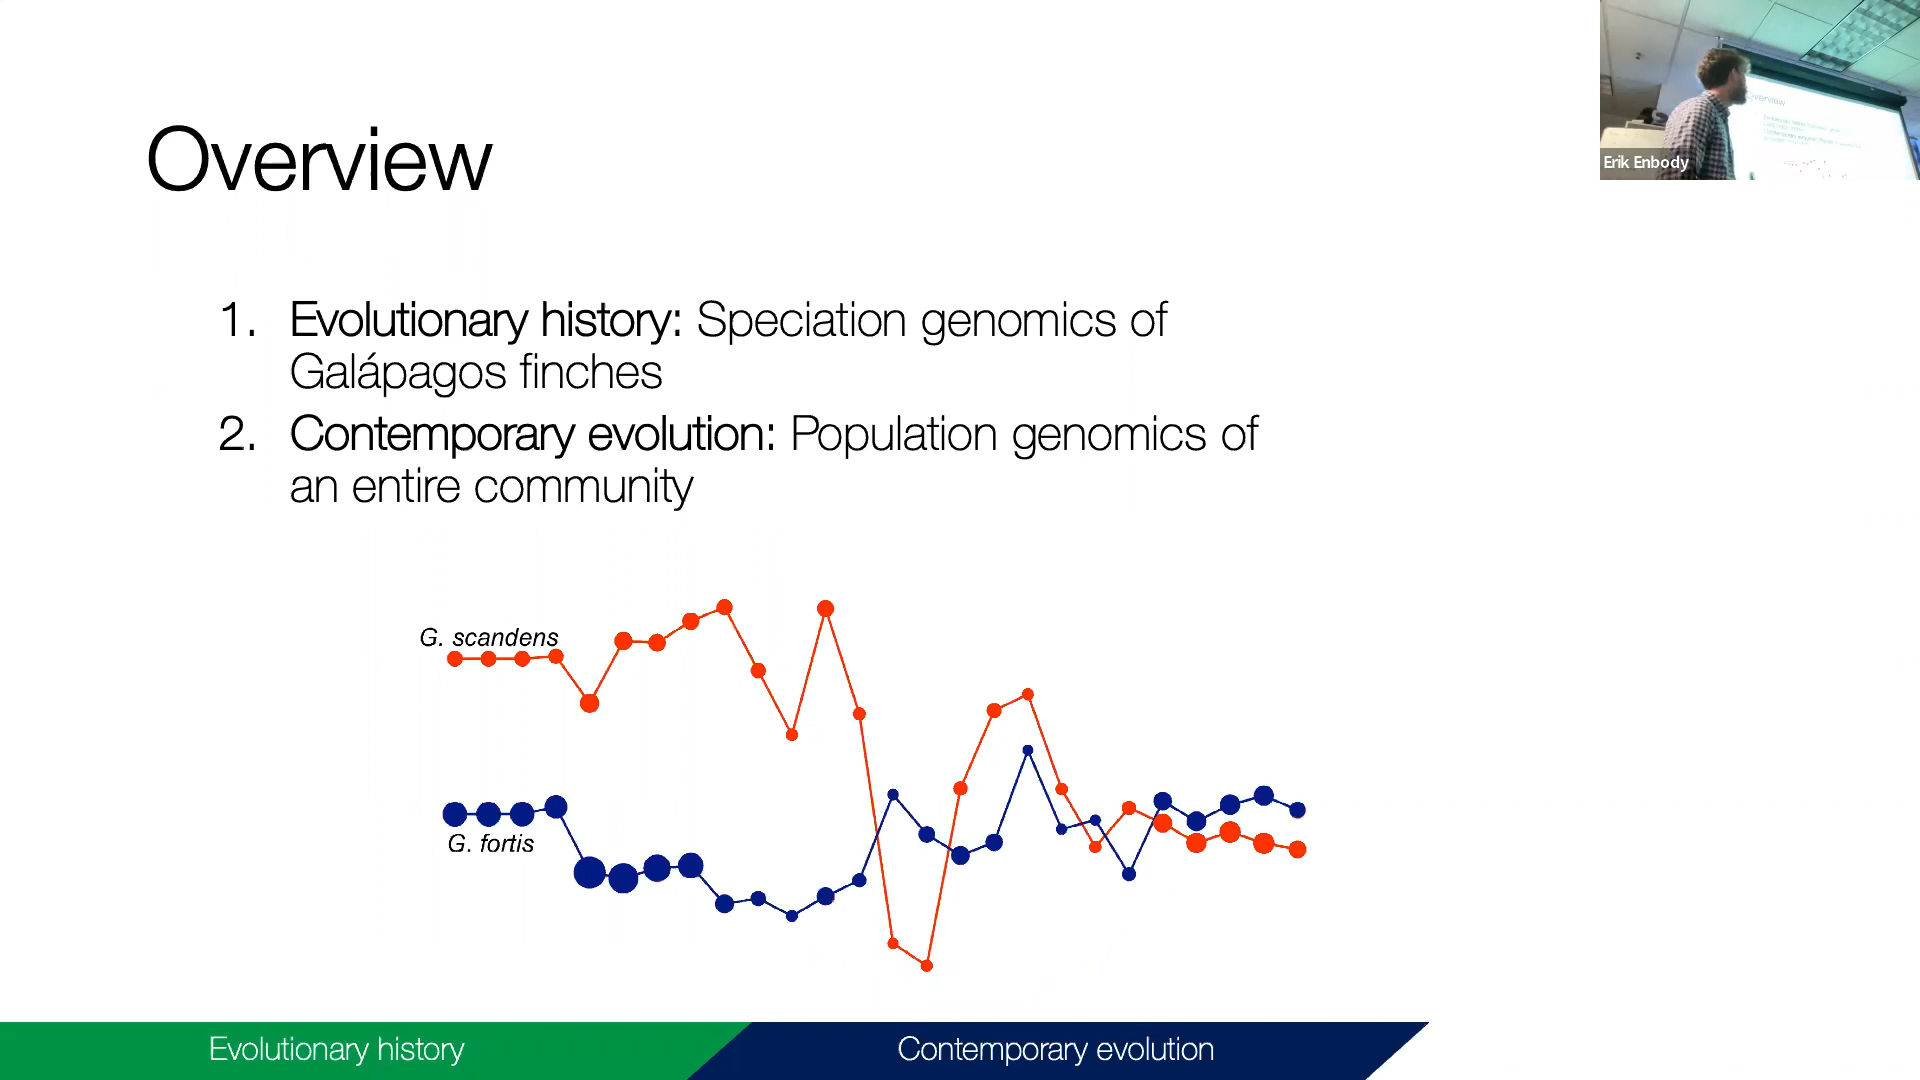 Overview
Erik Enbody
1. Evolutionary history: Speciation genomics of
Galápagos finches
2. Contemporary evolution: Population genomics of
an entire community
G. scandens
G. fortis
Evolutionary history
Contemporary evolution